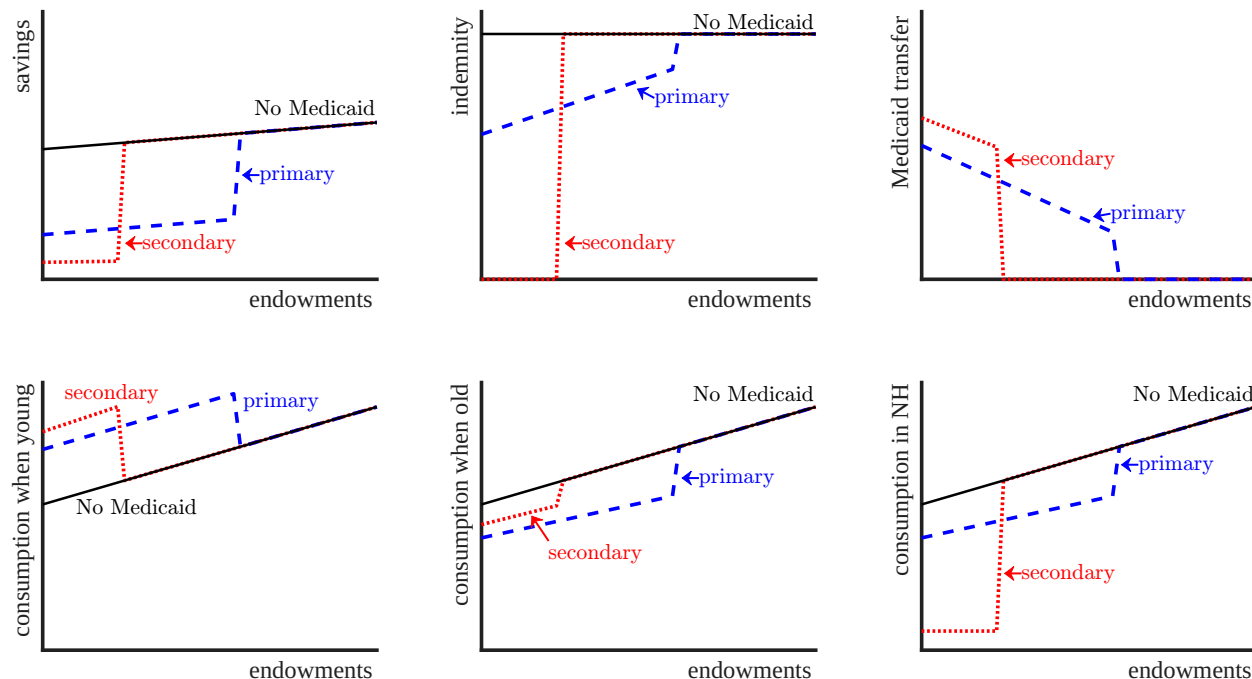 savings
No Medicaid
primary
secondary
endowments
indemnity
No Medicaid
primary
secondary
endowments
Medicaid transfer
secondary
primary
endowments
consumption when young
secondary
primary
No Medicaid
endowments
consumption when old
No Medicaid
primary
secondary
endowments
consumption in NH
No Medicaid
primary
secondary
endowments